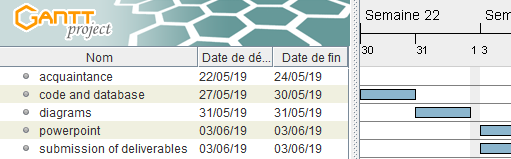 GANTT project
Semaine 22 Sem
30 31 1 3
Nom Date de dé... Date de fin
acquaintance 22/05/19 24/05/19
code and database 27/05/19 30/05/19
diagrams 31/05/19 31/05/19
powerpoint 03/06/19 03/06/19
submission of deliverables 03/06/19 03/06/19